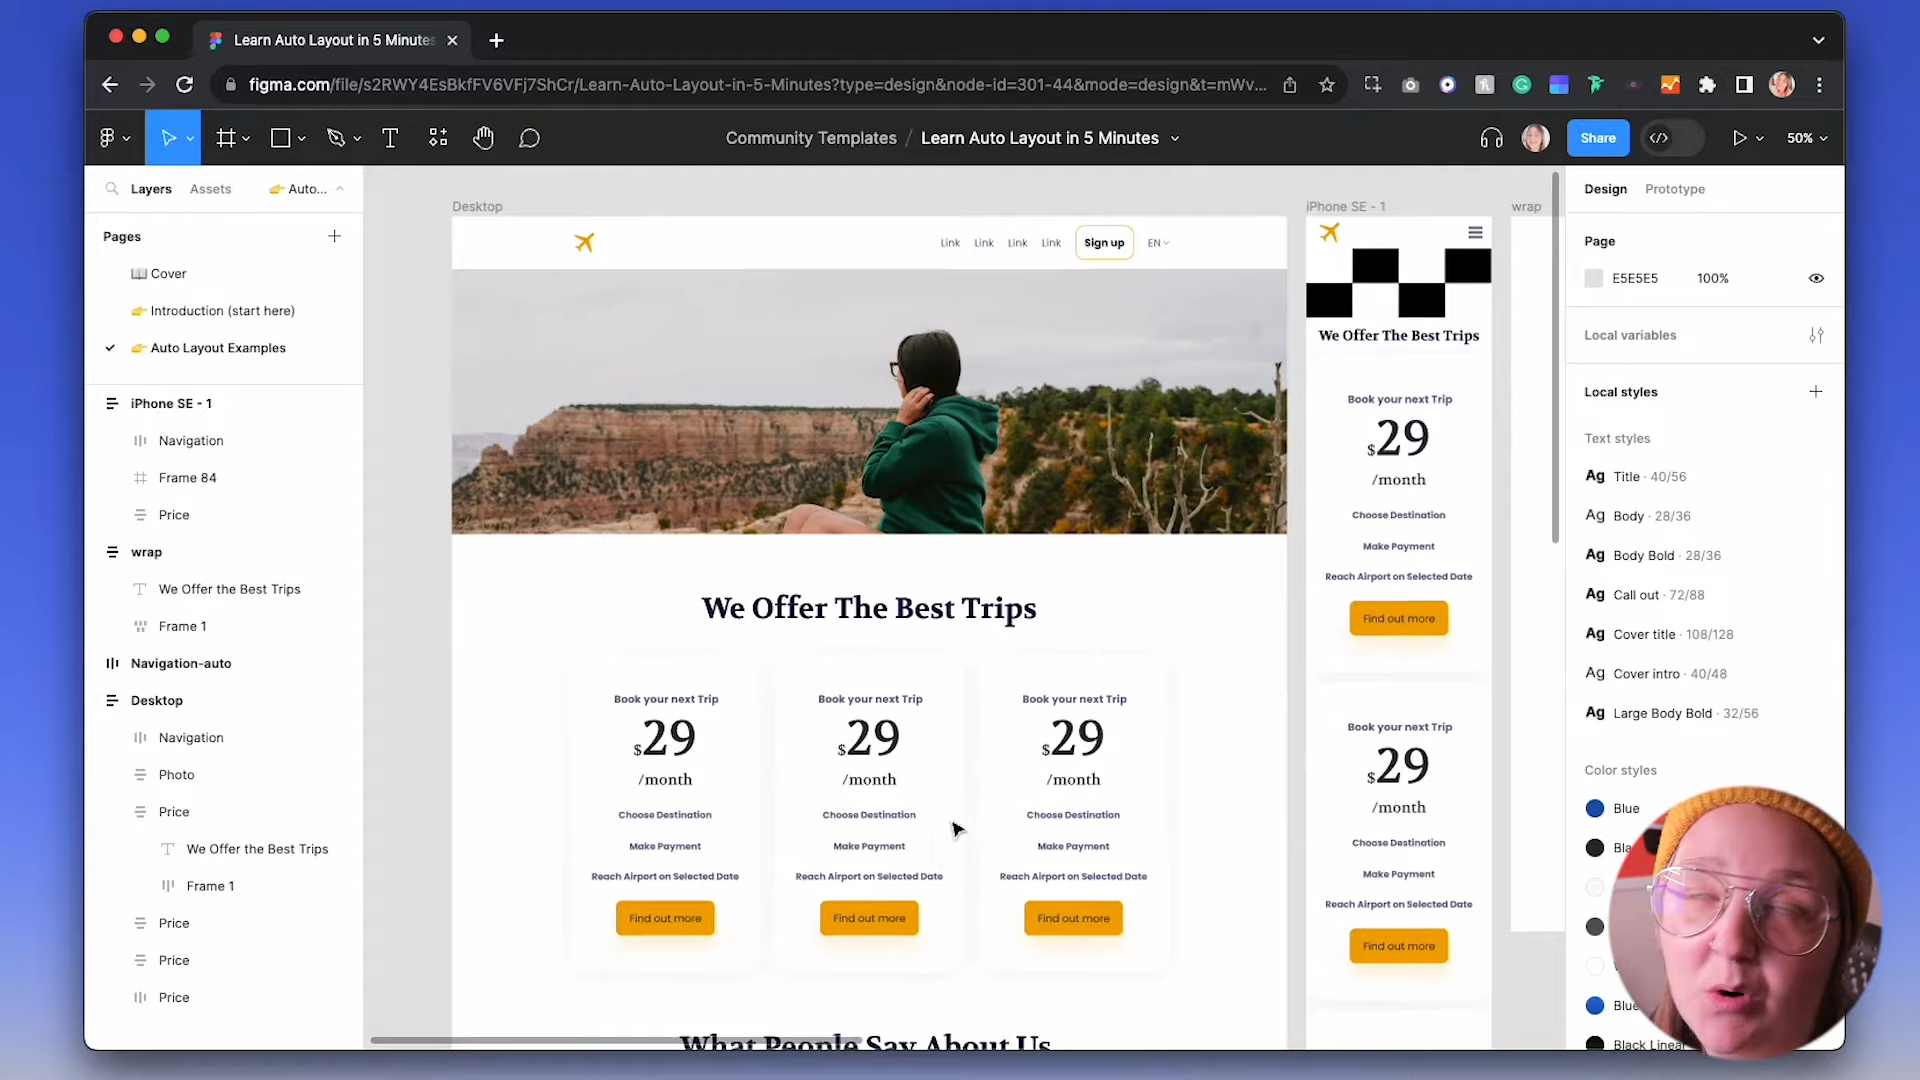 Learn Auto Layout in 5 Minutes
figma.com/file/s2RWY4EsBkfFV6VFj7ShCr/Learn-Auto-Layout-in-5-Minutes?type=design&node-id=301-44&mode=design&t=mWv...
Community Templates / Learn Auto Layout in 5 Minutes
Share
50%
Layers
Assets
Auto...
Pages
Cover
Introduction (start here)
Auto Layout Examples
iPhone SE - 1
Navigation
Frame 84
Price
wrap
We Offer the Best Trips
Frame 1
Navigation-auto
Desktop
Navigation
Photo
Price
We Offer the Best Trips
Frame 1
Price
Price
Price
Desktop
Link Link Link Link Sign up EN
We Offer The Best Trips
Book your next Trip
$29
/month
Choose Destination
Make Payment
Reach Airport on Selected Date
Find out more
Book your next Trip
$29
/month
Choose Destination
Make Payment
Reach Airport on Selected Date
Find out more
Book your next Trip
$29
/month
Choose Destination
Make Payment
Reach Airport on Selected Date
Find out more
What People Say About Us
iPhone SE - 1
We Offer The Best Trips
Book your next Trip
$29
/month
Choose Destination
Make Payment
Reach Airport on Selected Date
Find out more
Book your next Trip
$29
/month
Choose Destination
Make Payment
Reach Airport on Selected Date
Find out more
wrap
Design
Prototype
Page
E5E5E5 100%
Local variables
Local styles
Text styles
Ag Title · 40/56
Ag Body · 28/36
Ag Body Bold · 28/36
Ag Call out · 72/88
Ag Cover title · 108/128
Ag Cover intro · 40/48
Ag Large Body Bold · 32/56
Color styles
Blue
Bla
Blue
Black Linea